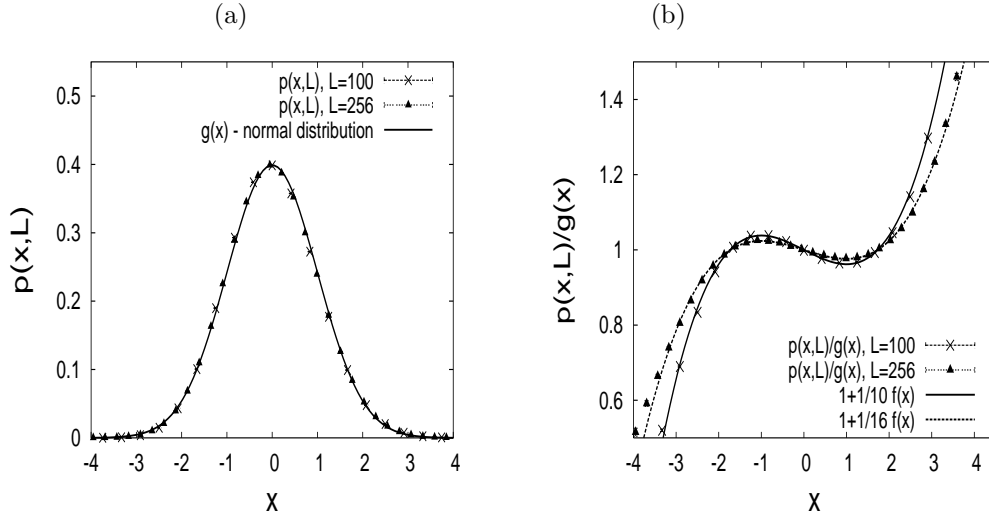 (a)
p(x,L), L=100
p(x,L), L=256
g(x) - normal distribution
p(x,L)
0.5
0.4
0.3
0.2
0.1
0
-4 -3 -2 -1 0 1 2 3 4
X
(b)
p(x,L)/g(x)
1.4
1.2
1
0.8
0.6
p(x,L)/g(x), L=100
p(x,L)/g(x), L=256
1+1/10 f(x)
1+1/16 f(x)
-4 -3 -2 -1 0 1 2 3 4
X